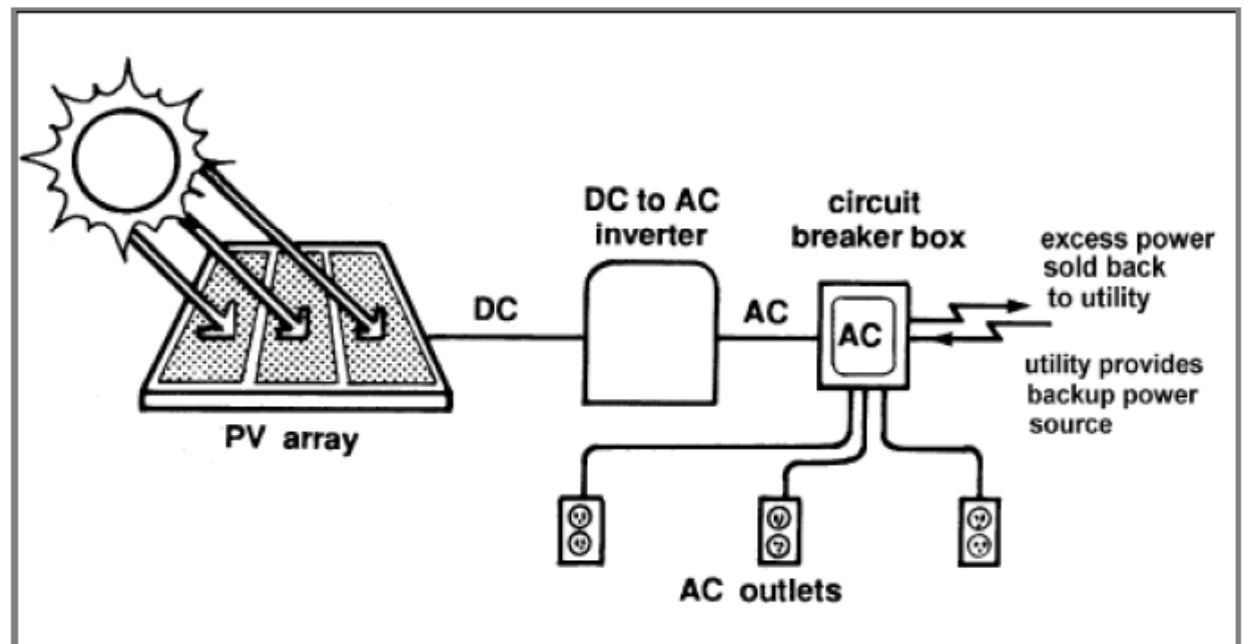 DC to AC
inverter
circuit
breaker box
excess power
sold back
to utility
DC
AC
AC
utility provides
backup power
source
PV array
AC outlets